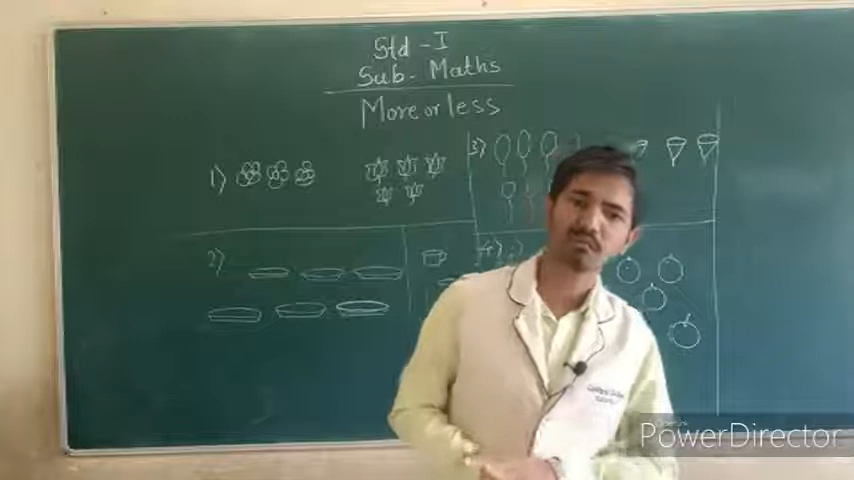 Std - I
Sub - Maths
More or less
1)
3)
2)
4)
PowerDirector